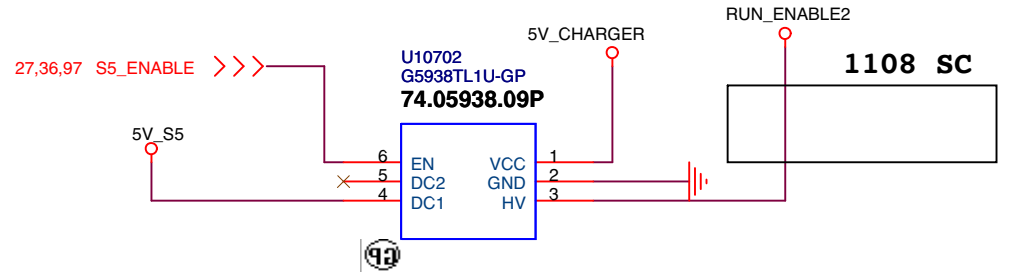 RUN_ENABLE2
5V_CHARGER
27,36,97 S5_ENABLE
U10702
G5938TL1U-GP
74.05938.09P
1108 SC
5V_S5
6 EN VCC 1
5 DC2 GND 2
4 DC1 HV 3
GP